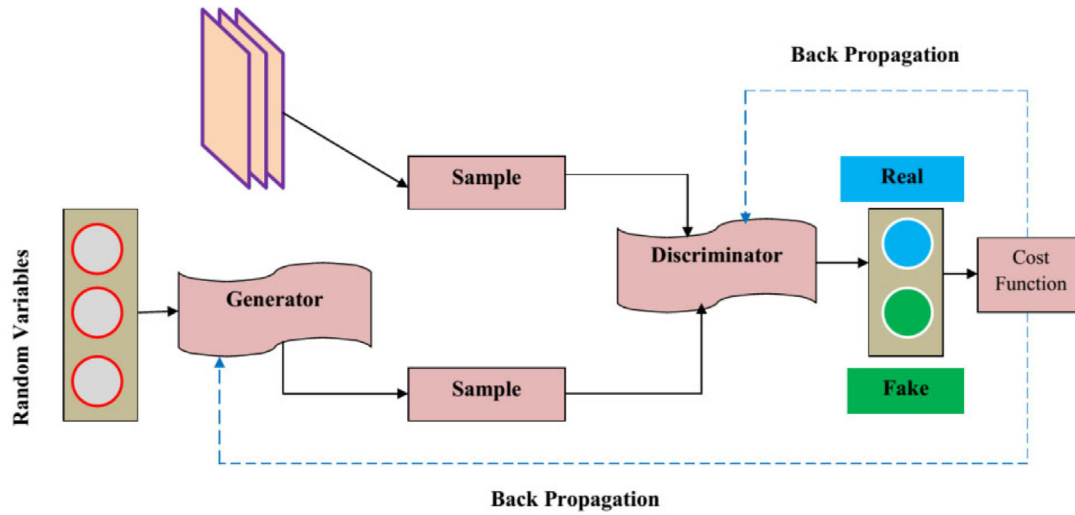 Back Propagation
Sample
Real
Random Variables
Generator
Discriminator
Cost
Function
Sample
Fake
Back Propagation